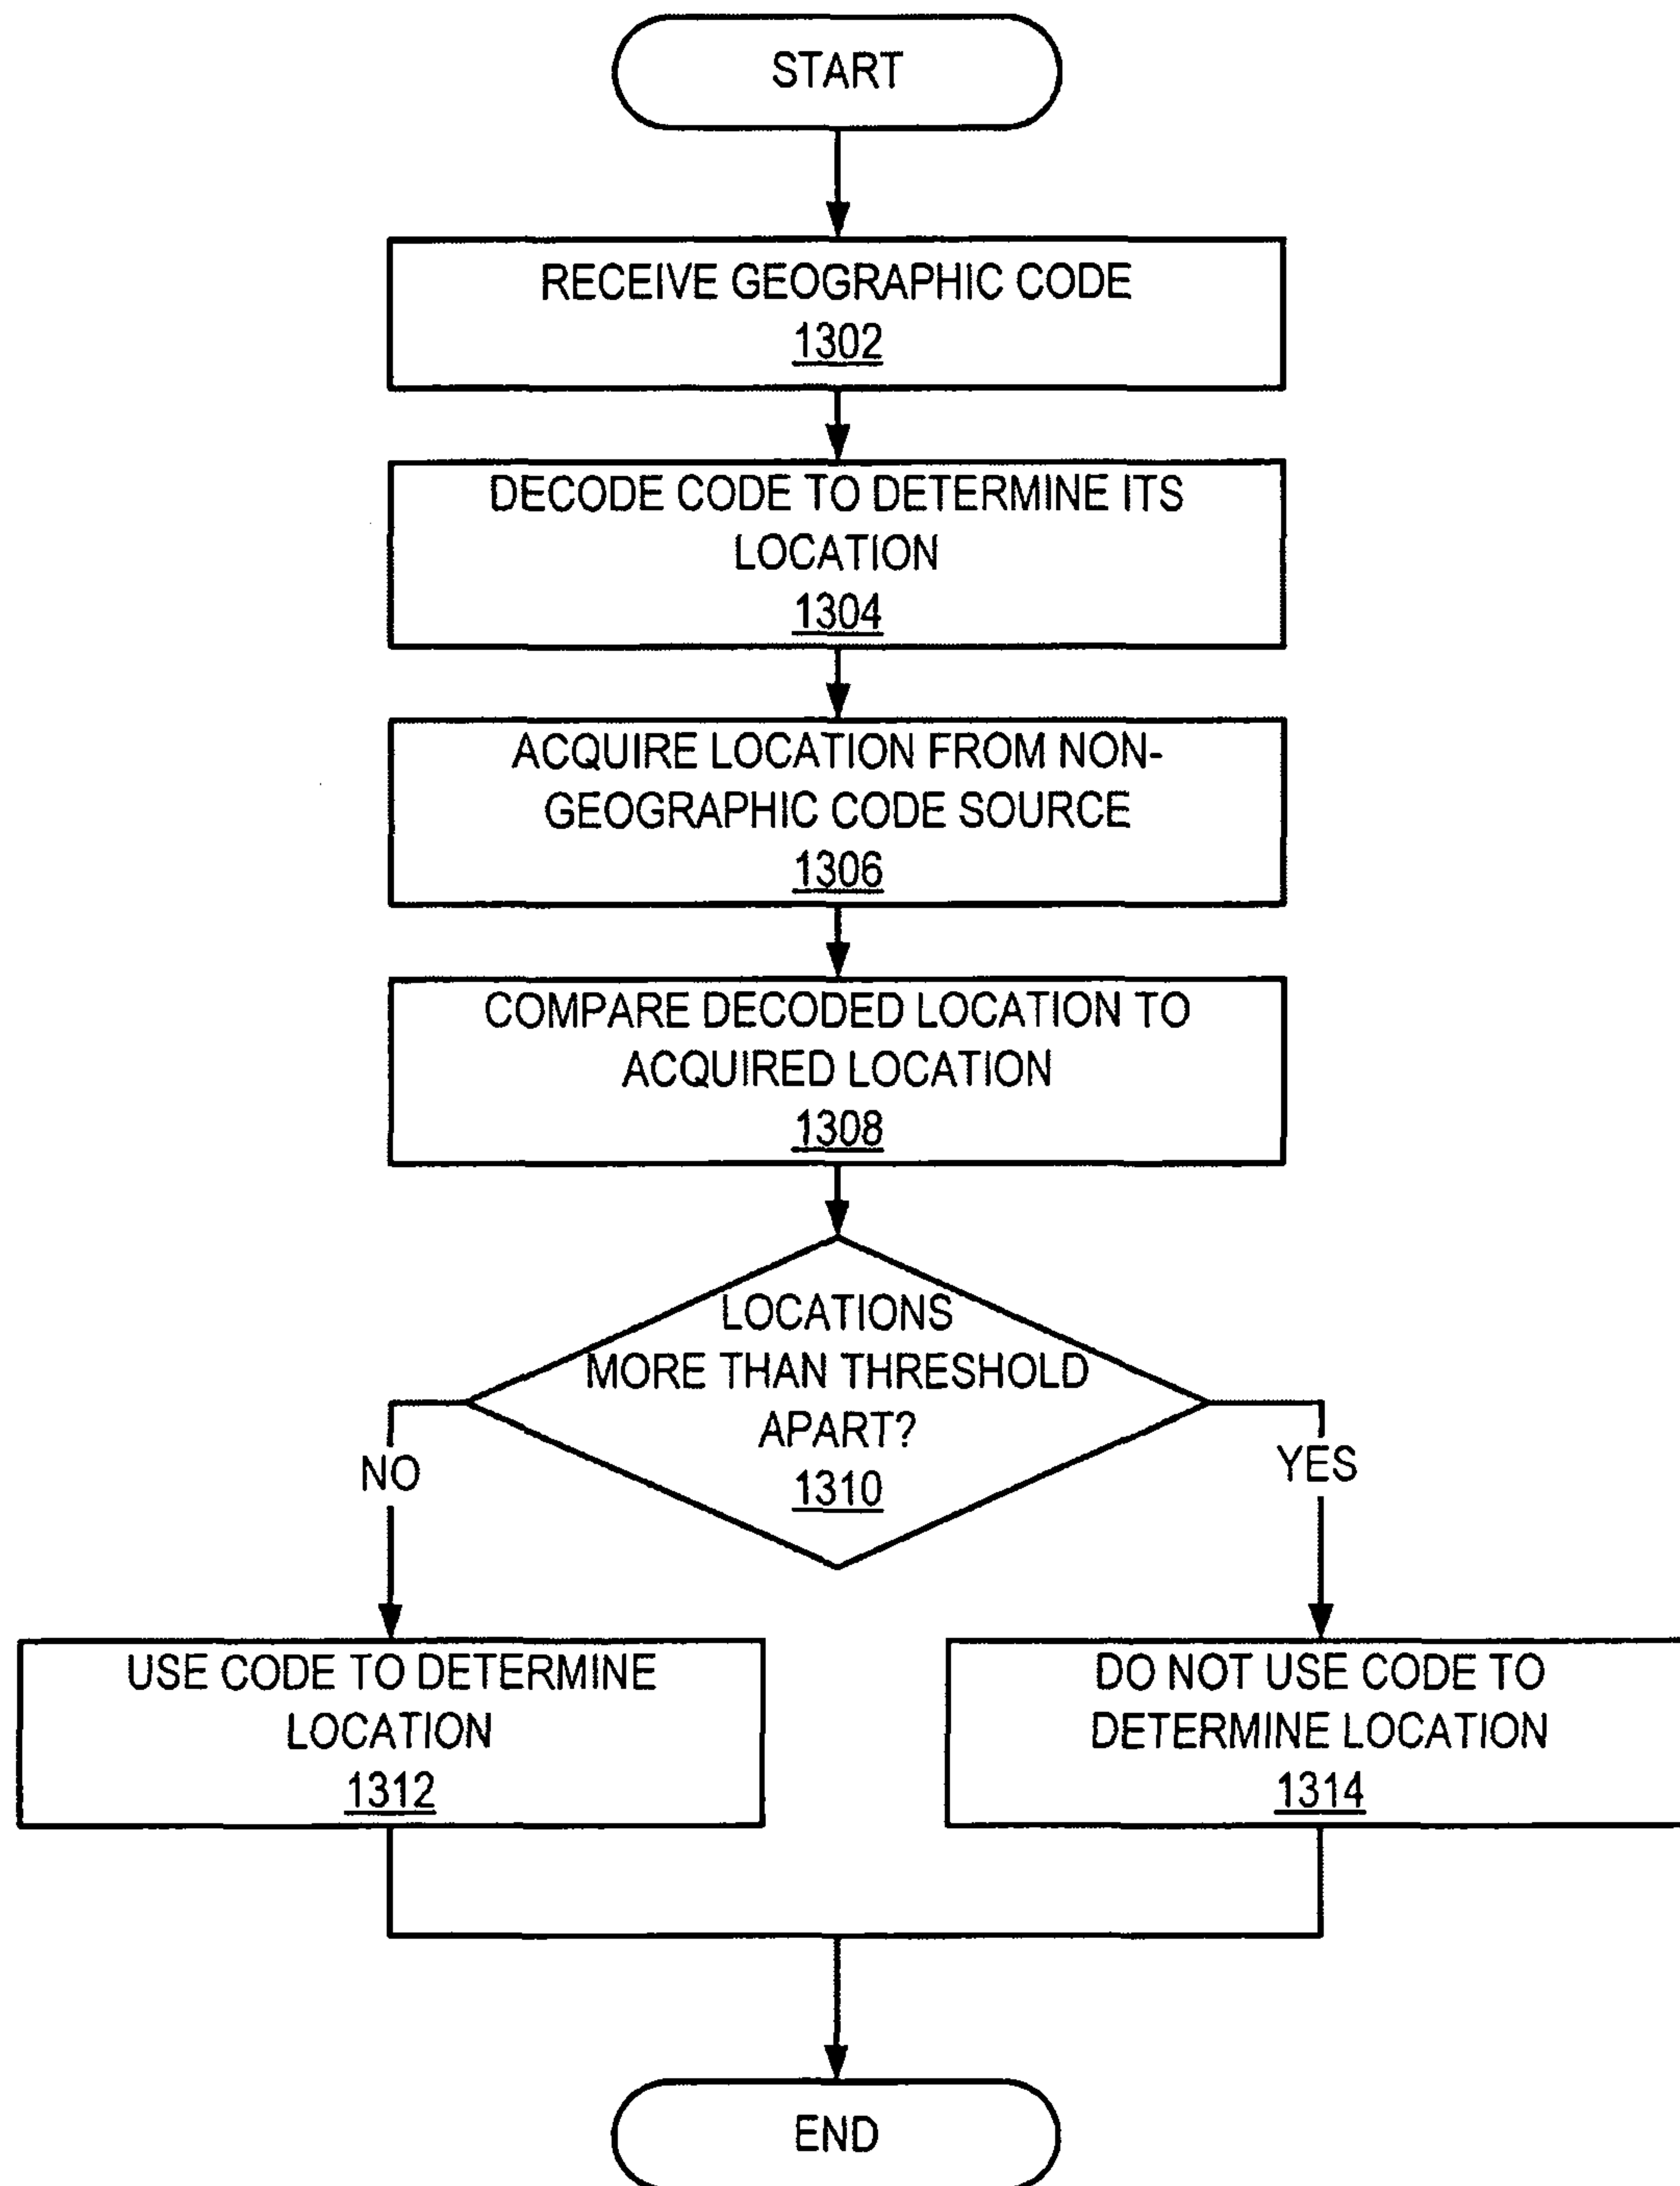 START
RECEIVE GEOGRAPHIC CODE
1302
DECODE CODE TO DETERMINE ITS
LOCATION
1304
ACQUIRE LOCATION FROM NON-
GEOGRAPHIC CODE SOURCE
1306
COMPARE DECODED LOCATION TO
ACQUIRED LOCATION
1308
LOCATIONS
MORE THAN THRESHOLD
APART?
1310
NO
YES
USE CODE TO DETERMINE
LOCATION
1312
DO NOT USE CODE TO
DETERMINE LOCATION
1314
END